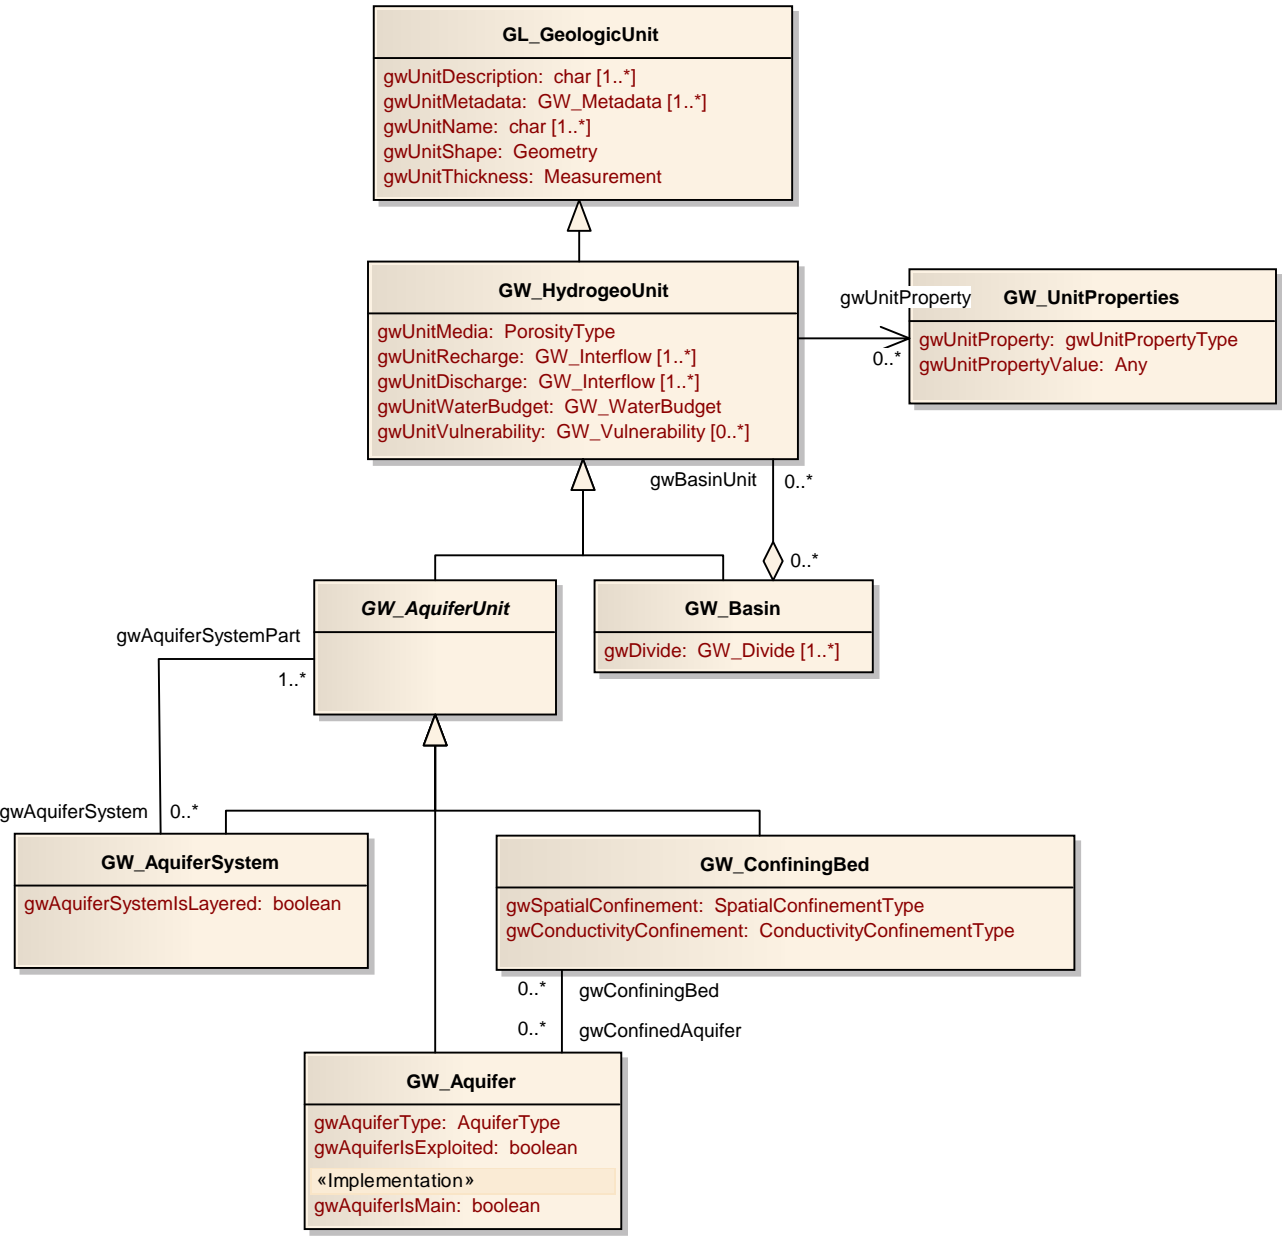 GL_GeologicUnit
gwUnitDescription: char [1..*]
gwUnitMetadata: GW_Metadata [1..*]
gwUnitName: char [1..*]
gwUnitShape: Geometry
gwUnitThickness: Measurement
GW_HydrogeoUnit
gwUnitMedia: PorosityType
gwUnitRecharge: GW_Interflow [1..*]
gwUnitDischarge: GW_Interflow [1..*]
gwUnitWaterBudget: GW_WaterBudget
gwUnitVulnerability: GW_Vulnerability [0..*]
gwUnitProperty
0..*
GW_UnitProperties
gwUnitProperty: gwUnitPropertyType
gwUnitPropertyValue: Any
gwBasinUnit
0..*
0..*
GW_AquiferUnit
GW_Basin
gwDivide: GW_Divide [1..*]
gwAquiferSystemPart
1..*
gwAquiferSystem
0..*
GW_AquiferSystem
gwAquiferSystemIsLayered: boolean
GW_ConfiningBed
gwSpatialConfinement: SpatialConfinementType
gwConductivityConfinement: ConductivityConfinementType
0..*
gwConfiningBed
0..*
gwConfinedAquifer
GW_Aquifer
gwAquiferType: AquiferType
gwAquiferIsExploited: boolean
«Implementation»
gwAquiferIsMain: boolean